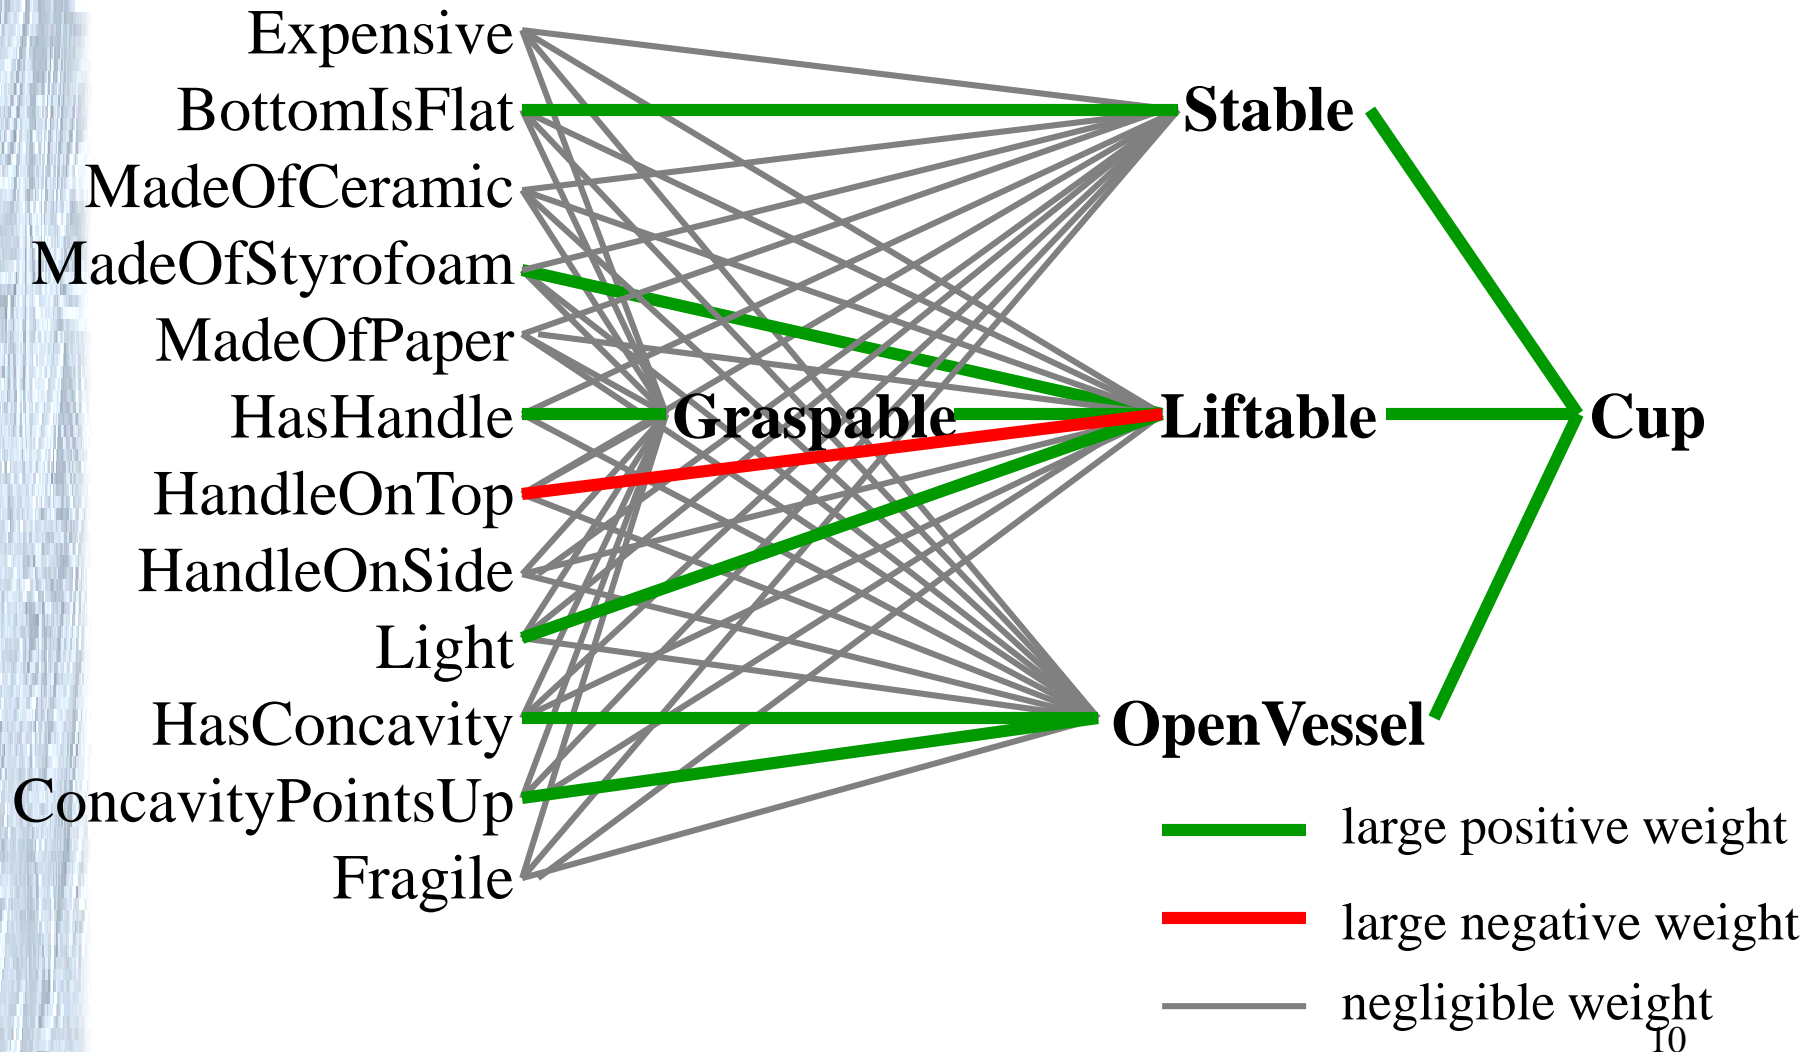 Expensive
BottomIsFlat
Stable
MadeOfCeramic
MadeOfStyrofoam
MadeOfPaper
HasHandle
Graspable
Liftable
Cup
HandleOnTop
HandleOnSide
Light
HasConcavity
OpenVessel
ConcavityPointsUp
large positive weight
Fragile
large negative weight
negligible weight
10